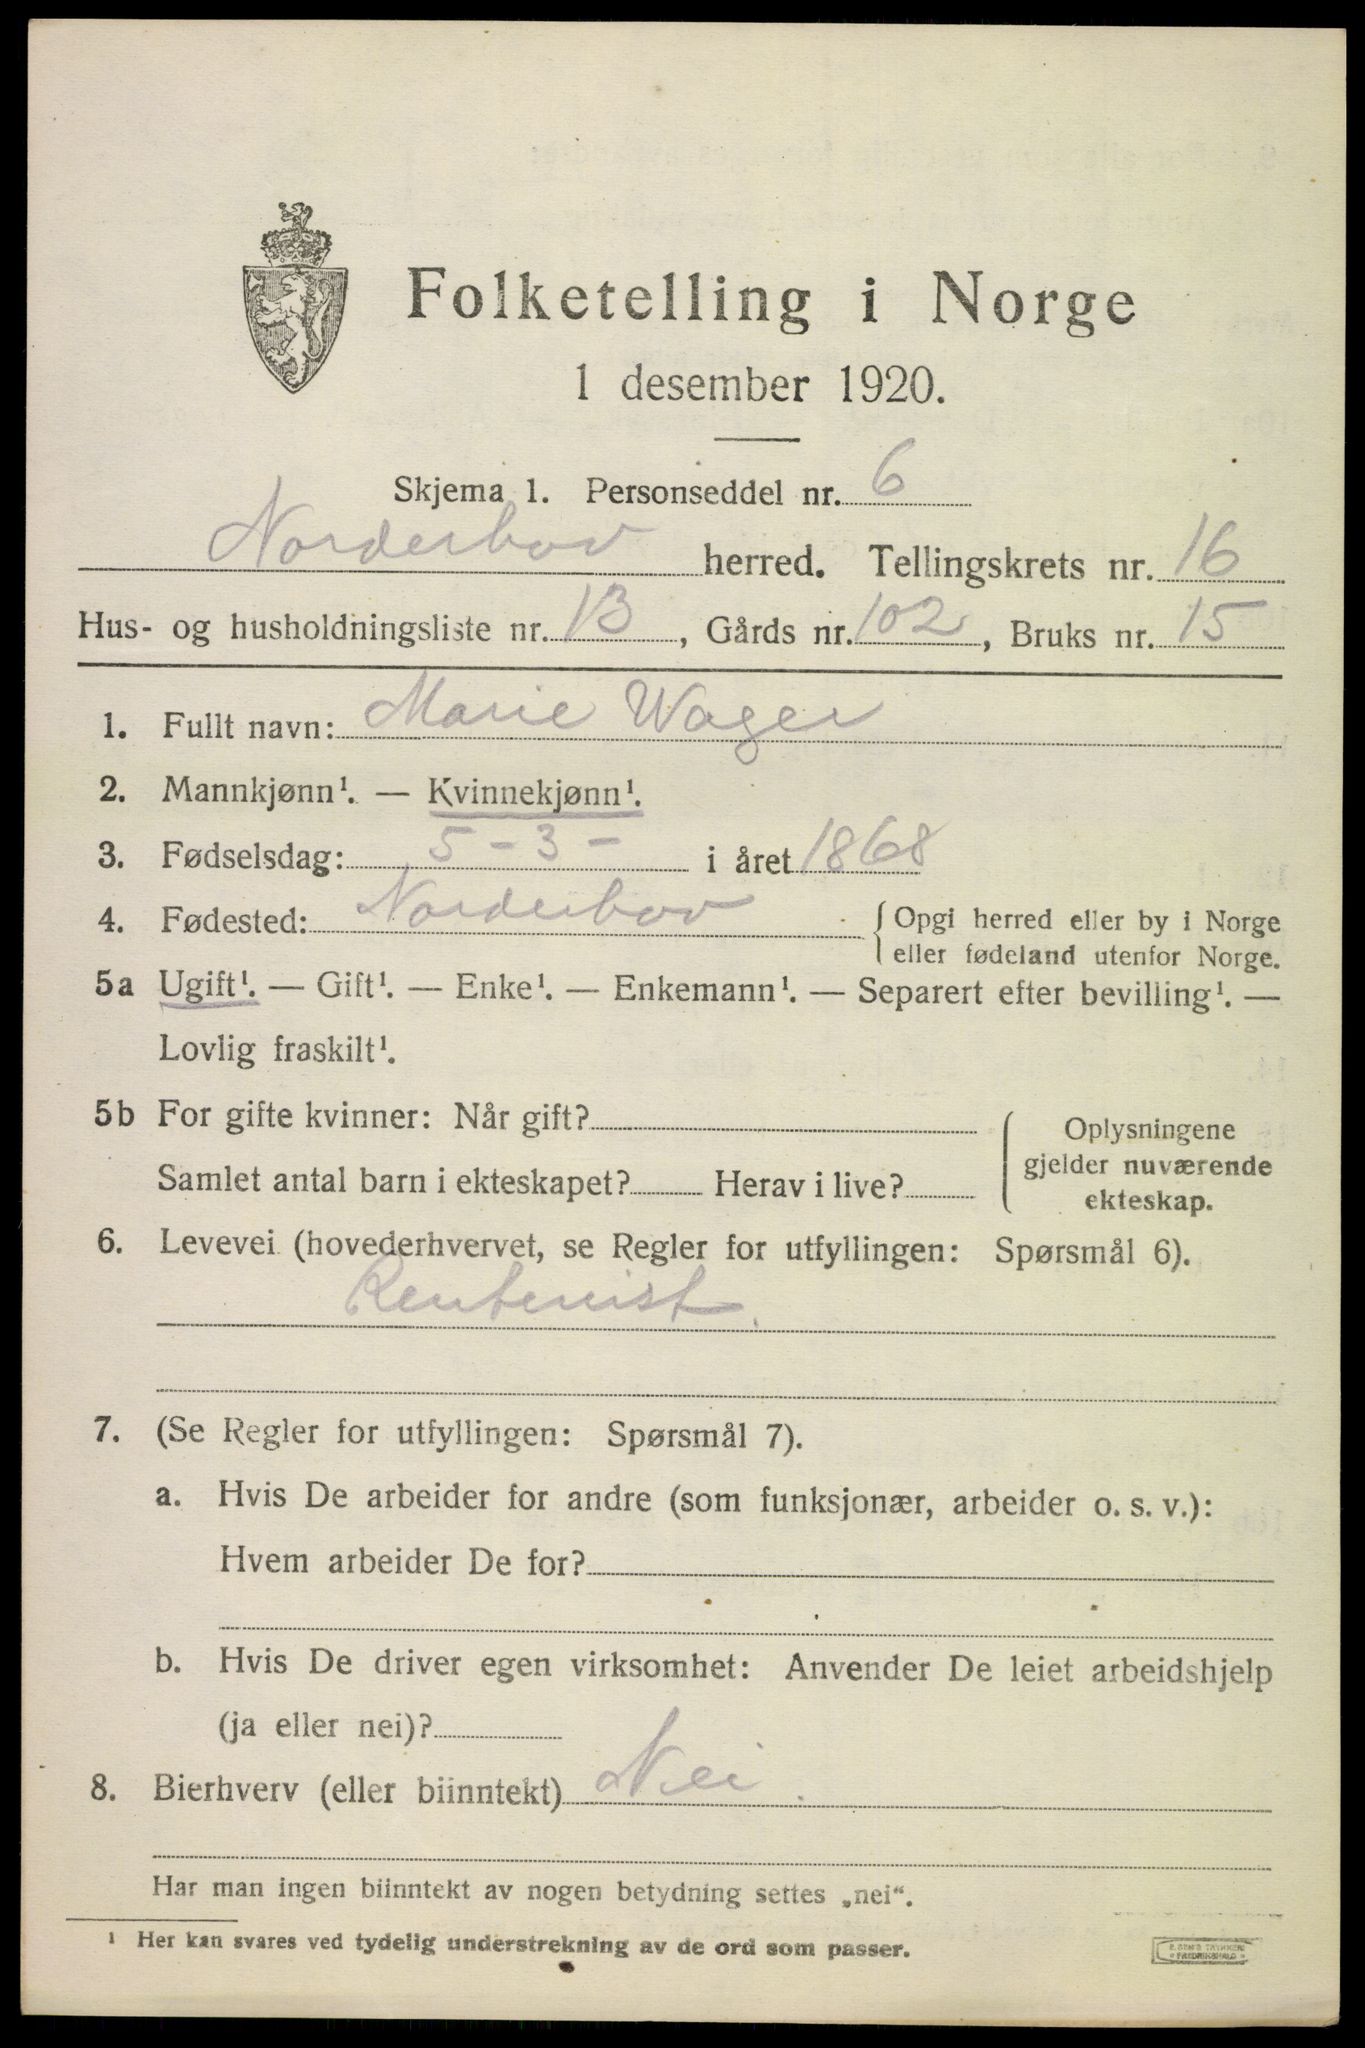 Folketelling i Norge
1 desember 1920.
Skjema 1. Personseddel nr. 6
Norderhov herred. Tellingskrets nr. 16
Hus- og husholdningsliste nr. 13, Gårds nr. 102, Bruks nr. 15
1. Fullt navn: Marie Wager
2. Mannkjønn¹. — Kvinnekjønn¹.
3. Fødselsdag: 5 - 3 - i året 1868
4. Fødested: Norderhov {Opgi herred eller by i Norge
eller fødeland utenfor Norge.
5a Ugift¹. — Gift¹. — Enke¹. — Enkemann¹. — Separert efter bevilling¹. —
Lovlig fraskilt¹.
5b For gifte kvinner: Når gift?
Samlet antal barn i ekteskapet? Herav i live?
Oplysningene
gjelder nuværende
ekteskap.
6. Levevei (hovederhvervet, se Regler for utfyllingen: Spørsmål 6).
Rentenist.
7. (Se Regler for utfyllingen: Spørsmål 7).
a. Hvis De arbeider for andre (som funksjonær, arbeider o. s. v.):
Hvem arbeider De for?
b. Hvis De driver egen virksomhet: Anvender De leiet arbeidshjelp
(ja eller nei)?
8. Bierhverv (eller biinntekt) Nei.
Har man ingen biinntekt av nogen betydning settes „nei“.
¹ Her kan svares ved tydelig understrekning av de ord som passer.